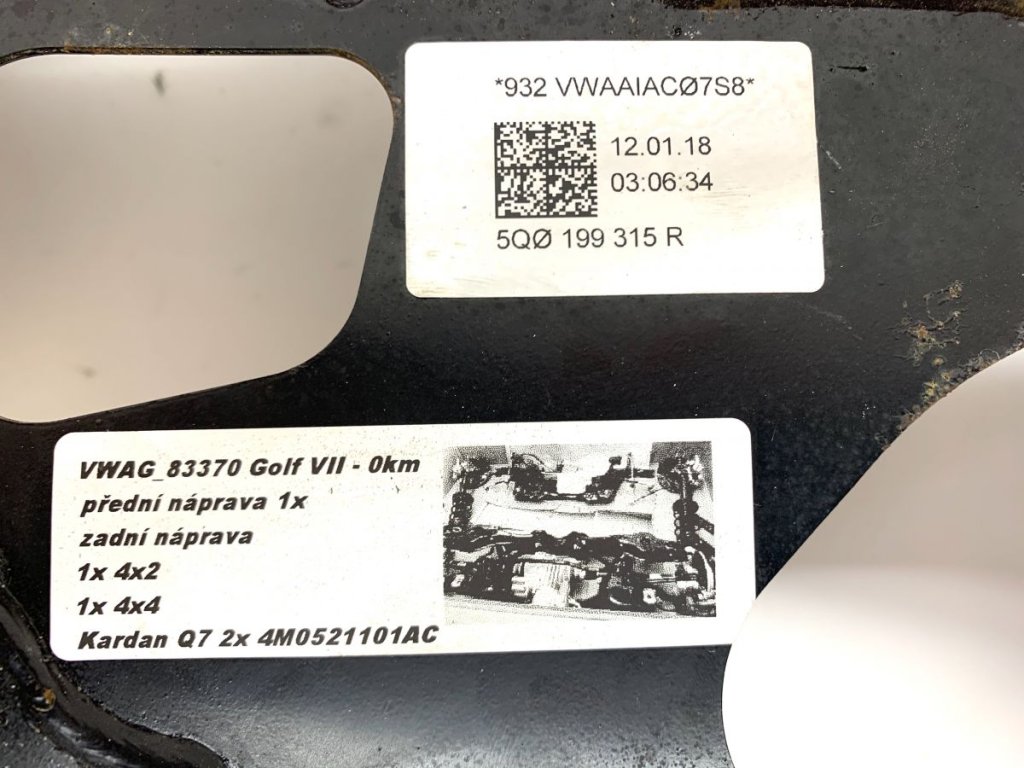 *932 VWAAIACØ7S8*
12.01.18
03:06:34
5QØ 199 315 R
VWAG_83370 Golf VII - 0km
přední náprava 1x
zadní náprava
1x 4x2
1x 4x4
Kardan Q7 2x 4M0521101AC